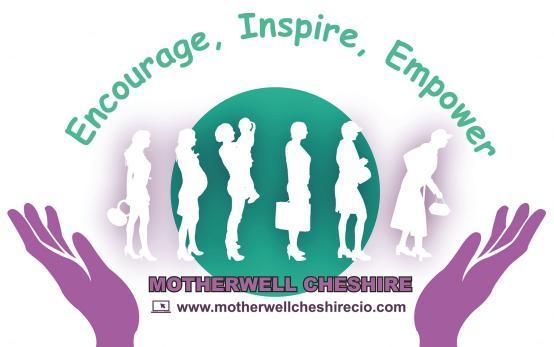 Encourage, Inspire, Empower
MOTHERWELL CHESHIRE
www.motherwellcheshirecio.com